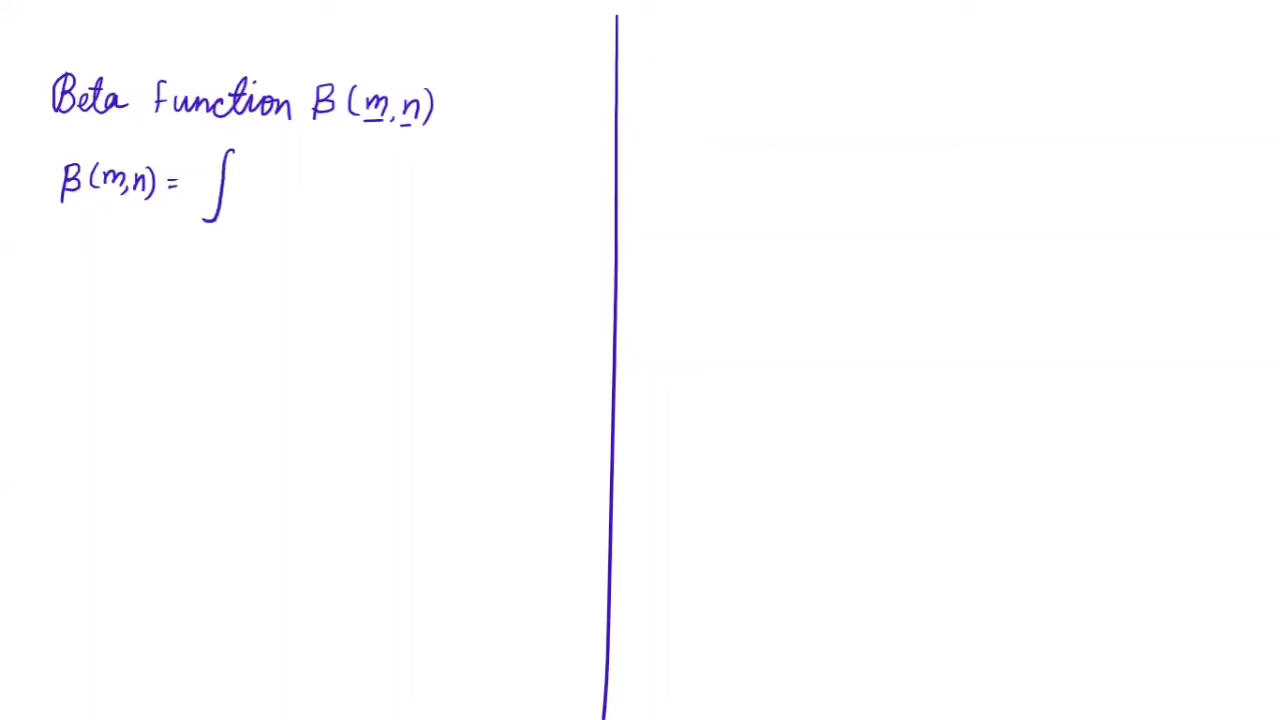 Beta function β(m,n)
β(m,n) = ∫